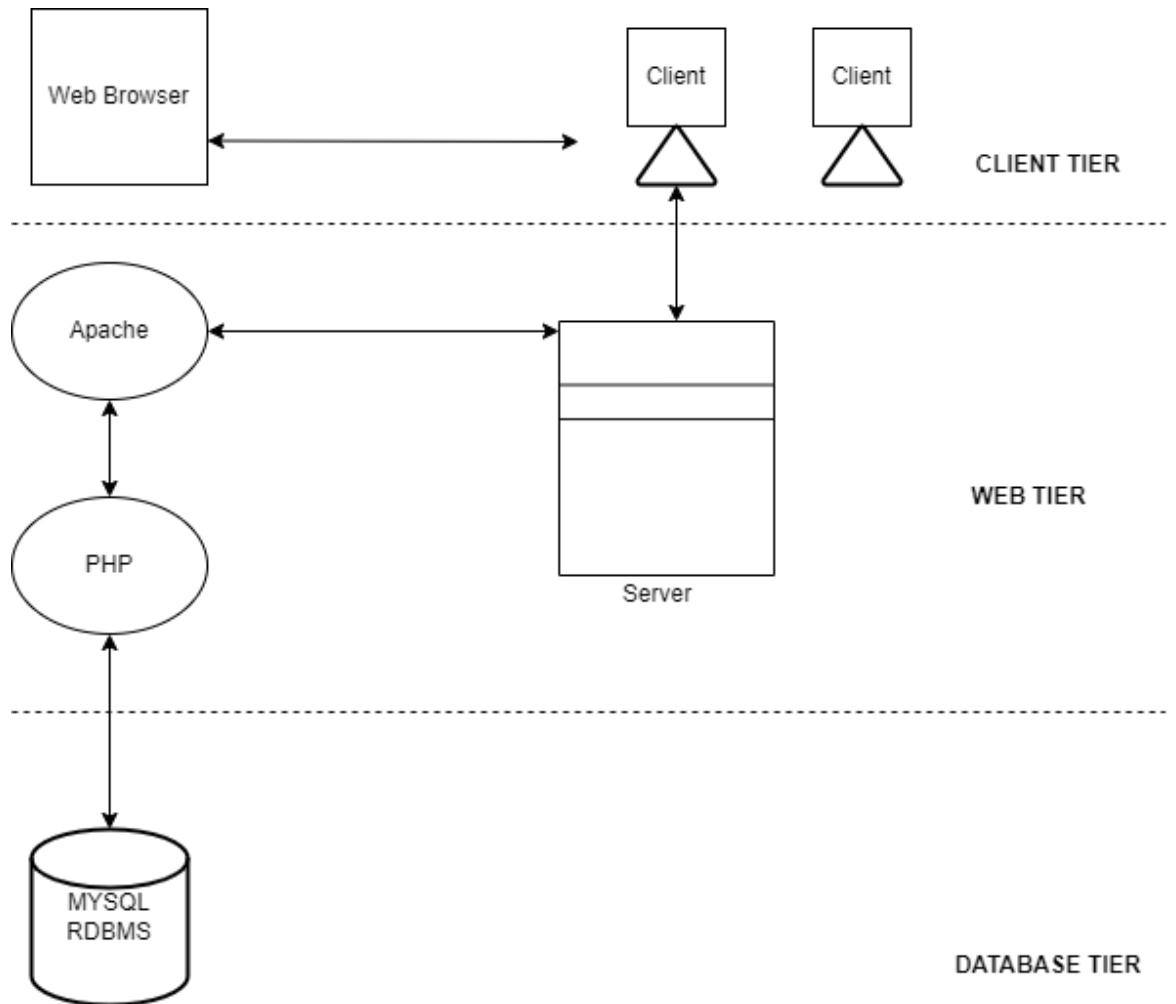 Web Browser
Client
Client
CLIENT TIER
Apache
WEB TIER
PHP
Server
MYSQL
RDBMS
DATABASE TIER